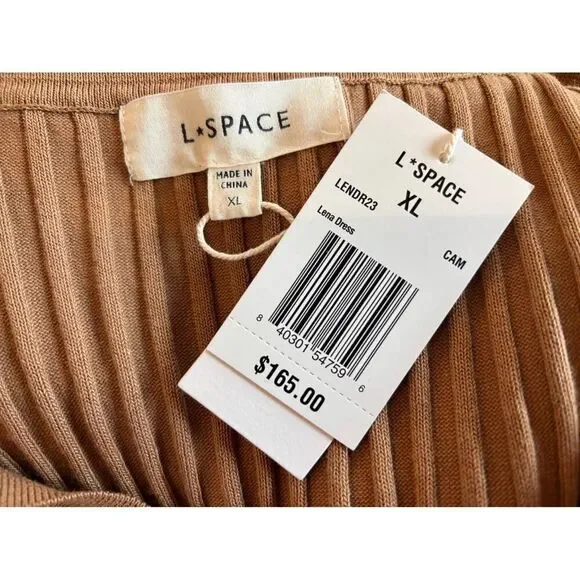 L*SPACE
MADE IN
CHINA
XL
L*SPACE
XL
LENDR23
Lena Dress
CAM
8 40301 54759 6
$165.00